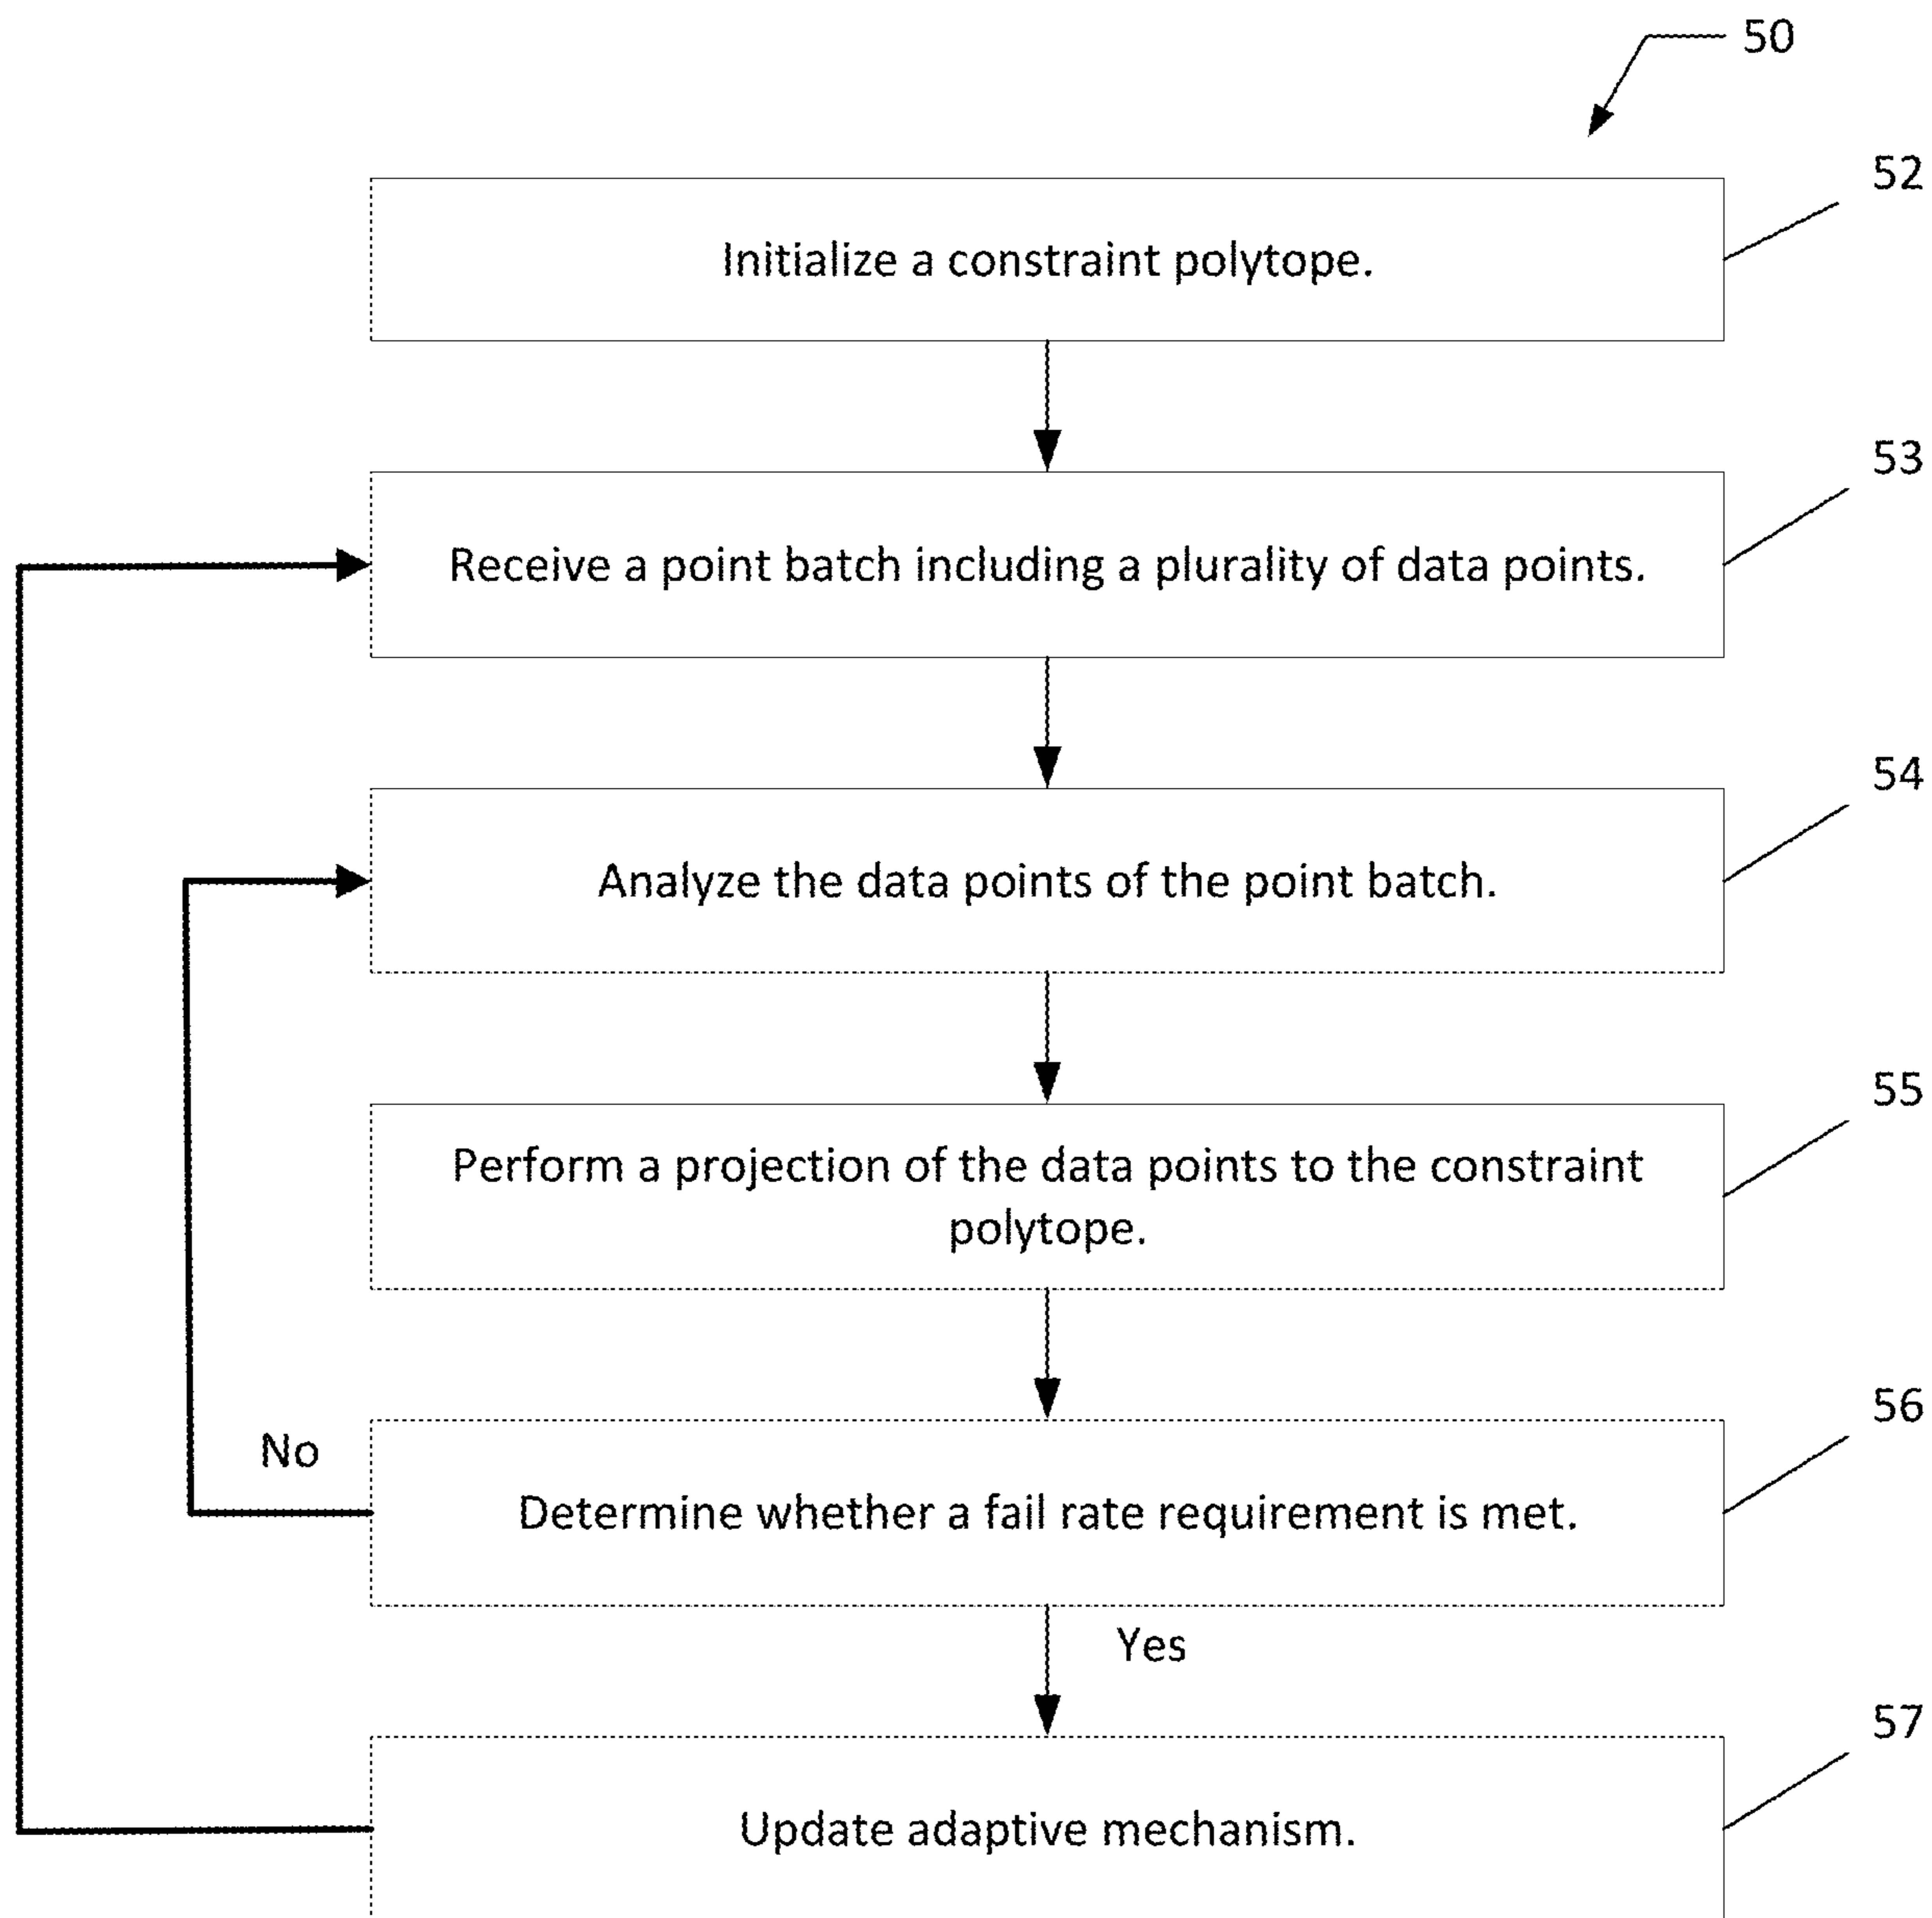 50
52
Initialize a constraint polytope.
53
Receive a point batch including a plurality of data points.
54
Analyze the data points of the point batch.
55
Perform a projection of the data points to the constraint
polytope.
56
No
Determine whether a fail rate requirement is met.
Yes
57
Update adaptive mechanism.